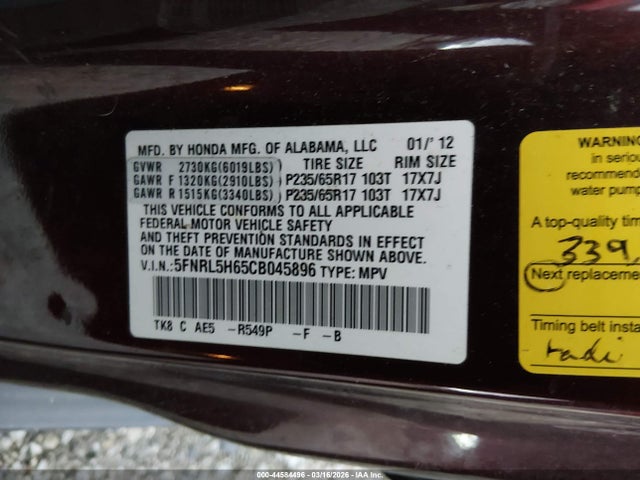 MFD. BY HONDA MFG. OF ALABAMA, LLC 01/' 12
GVWR 2730KG(6019LBS) TIRE SIZE RIM SIZE
GAWR F 1320KG(2910LBS) P235/65R17 103T 17X7J
GAWR R 1515KG(3340LBS) P235/65R17 103T 17X7J
THIS VEHICLE CONFORMS TO ALL APPLICABLE
FEDERAL MOTOR VEHICLE SAFETY
AND THEFT PREVENTION STANDARDS IN EFFECT
ON THE DATE OF MANUFACTURE SHOWN ABOVE.
V.I.N.: 5FNRL5H65CB045896 TYPE: MPV
TK8 C AE5 -R549P -F -B
WARNIN
in seriou
recommend
water pump
A top-quality tim
339,
Next replaceme
Timing belt insta
000-44584496 | 03/16/2026 | IAA Inc.